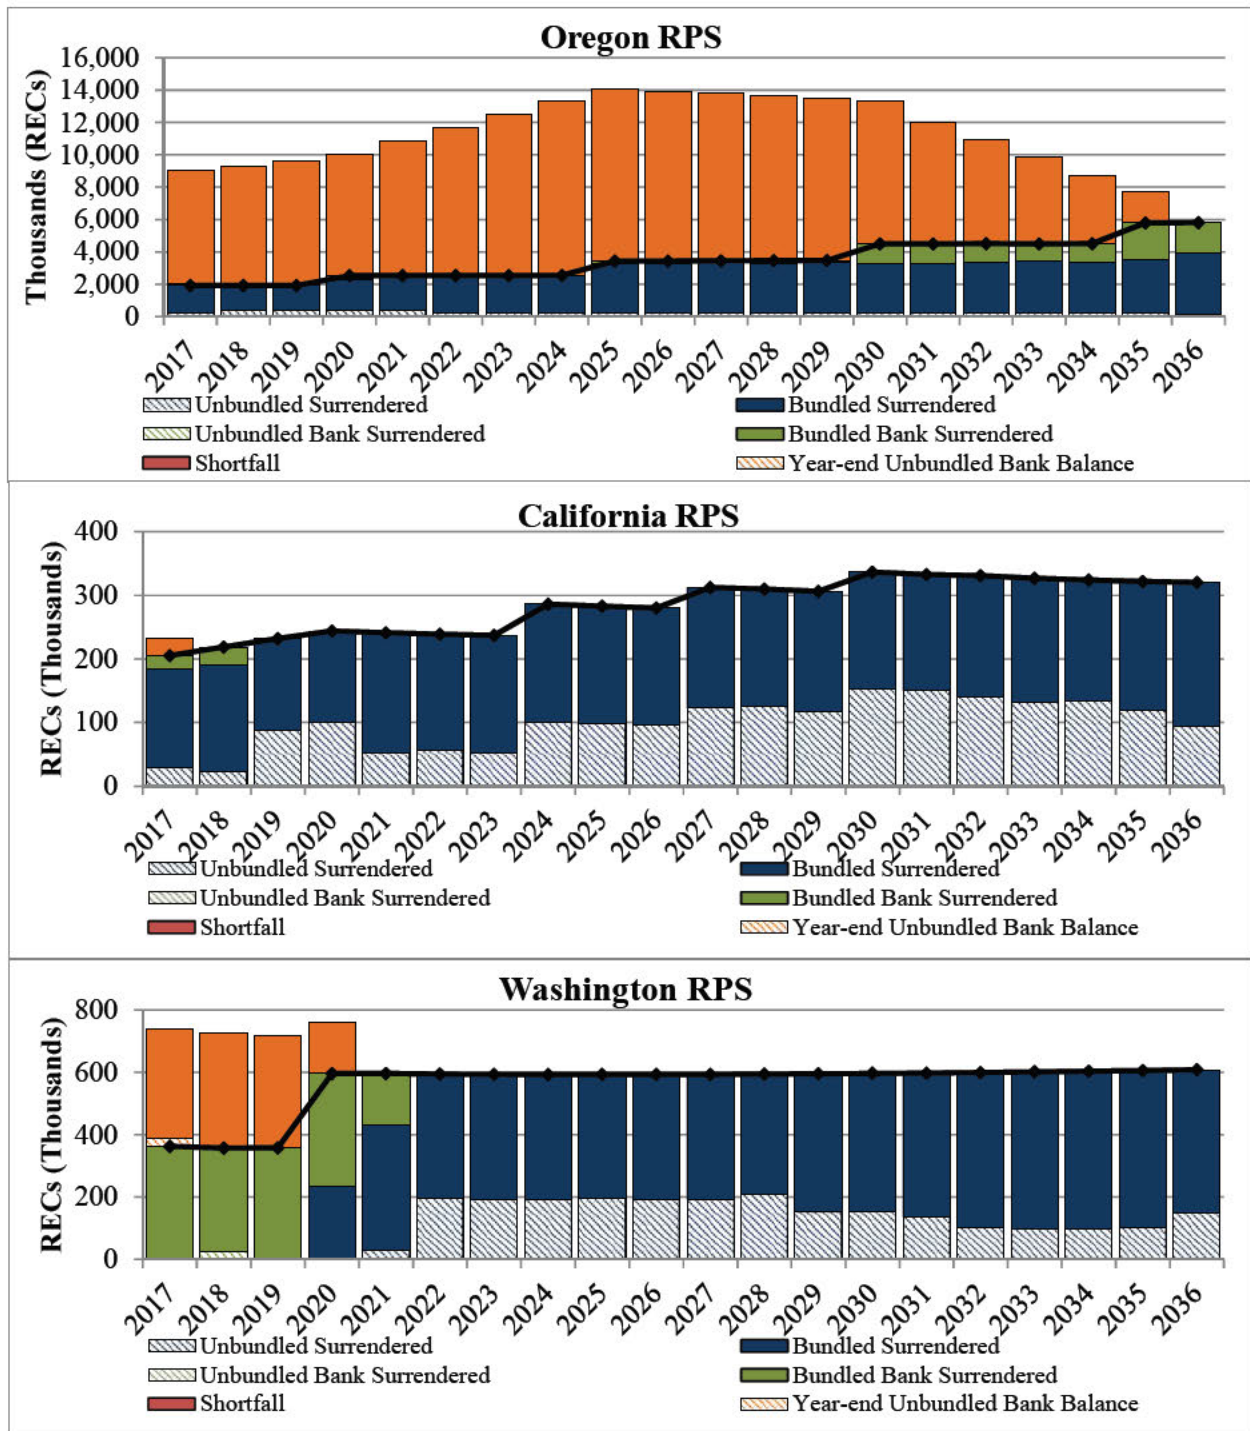 Oregon RPS
Thousands (RECs)
16,000
14,000
12,000
10,000
8,000
6,000
4,000
2,000
0
2017 2018 2019 2020 2021 2022 2023 2024 2025 2026 2027 2028 2029 2030 2031 2032 2033 2034 2035 2036
Unbundled Surrendered Bundled Surrendered
Unbundled Bank Surrendered Bundled Bank Surrendered
Shortfall Year-end Unbundled Bank Balance
California RPS
RECs (Thousands)
400
300
200
100
0
2017 2018 2019 2020 2021 2022 2023 2024 2025 2026 2027 2028 2029 2030 2031 2032 2033 2034 2035 2036
Unbundled Surrendered Bundled Surrendered
Unbundled Bank Surrendered Bundled Bank Surrendered
Shortfall Year-end Unbundled Bank Balance
Washington RPS
RECs (Thousands)
800
600
400
200
0
2017 2018 2019 2020 2021 2022 2023 2024 2025 2026 2027 2028 2029 2030 2031 2032 2033 2034 2035 2036
Unbundled Surrendered Bundled Surrendered
Unbundled Bank Surrendered Bundled Bank Surrendered
Shortfall Year-end Unbundled Bank Balance